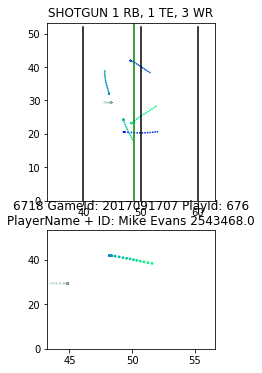 SHOTGUN 1 RB, 1 TE, 3 WR
50
40
30
20
10
0
40 50 60
6718 GameId: 2017091707 PlayId: 676
PlayerName + ID: Mike Evans 2543468.0
40
20
0
45 50 55